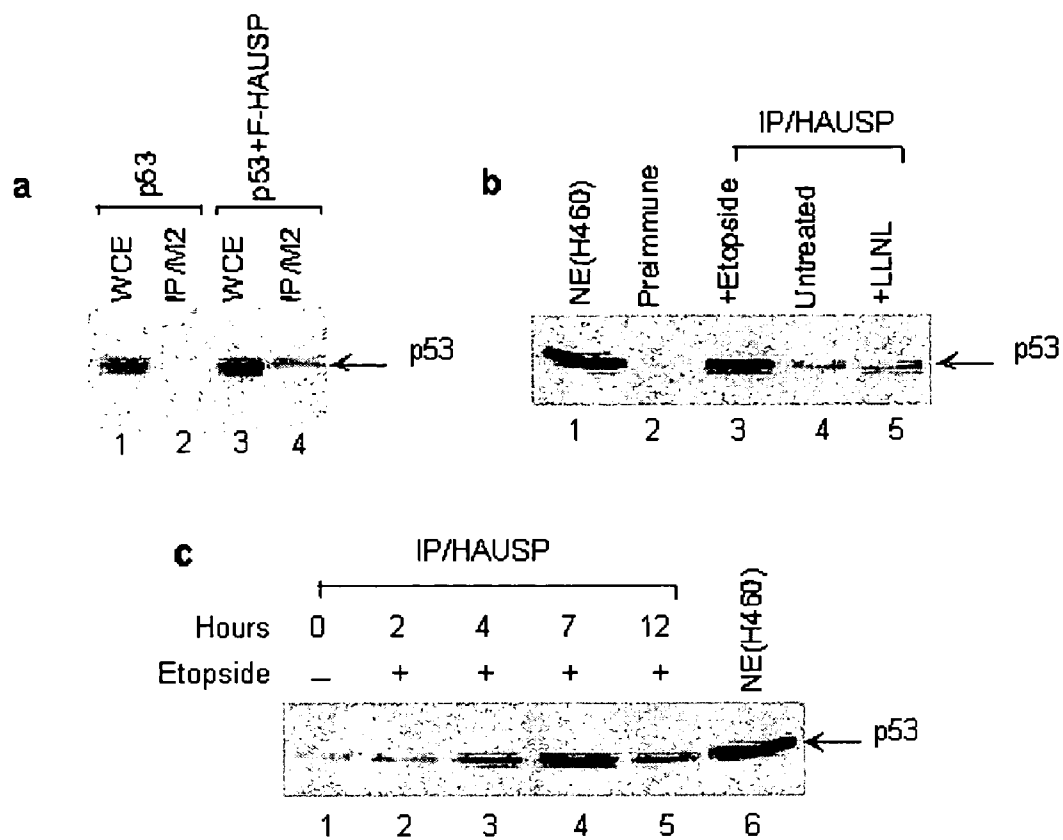 a
p53
p53+F-HAUSP
WCE
IP/M2
WCE
IP/M2
p53
1 2 3 4
b
IP/HAUSP
NE(H460)
Preimmune
+Etopside
Untreated
+LLNL
p53
1 2 3 4 5
c
IP/HAUSP
NE(H460)
Hours 0 2 4 7 12
Etopside – + + + +
p53
1 2 3 4 5 6